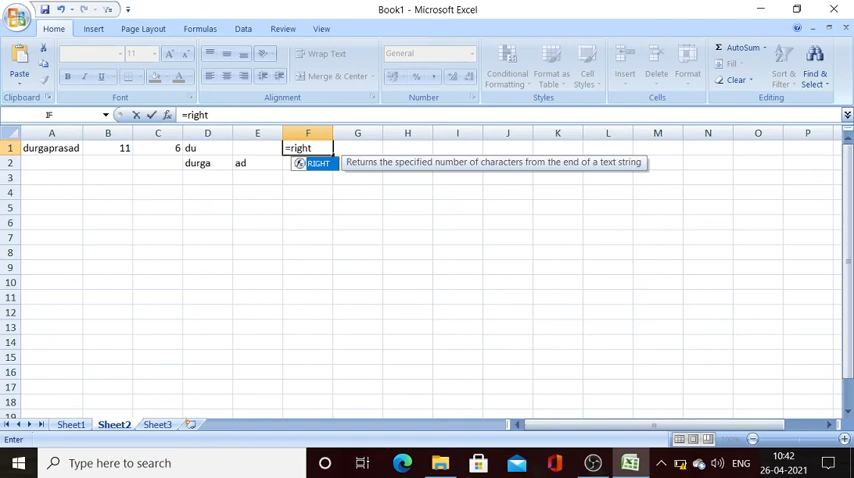 Book1 - Microsoft Excel
Home Insert Page Layout Formulas Data Review View
Paste
Clipboard
11
B I U
Font
Wrap Text
Merge & Center
Alignment
General
%
Number
Conditional Formatting
Format as Table
Cell Styles
Styles
Insert Delete Format
Cells
Σ AutoSum
Fill
Clear
Sort & Filter
Find & Select
Editing
IF fx =right
A B C D E F G H I J K L M N O P
1 durgaprasad 11 6 du =right
2 durga ad RIGHT Returns the specified number of characters from the end of a text string
3
4
5
6
7
8
9
10
11
12
13
14
15
16
17
18
19
Sheet1 Sheet2 Sheet3
Enter
Type here to search
ENG
10:42
26-04-2021